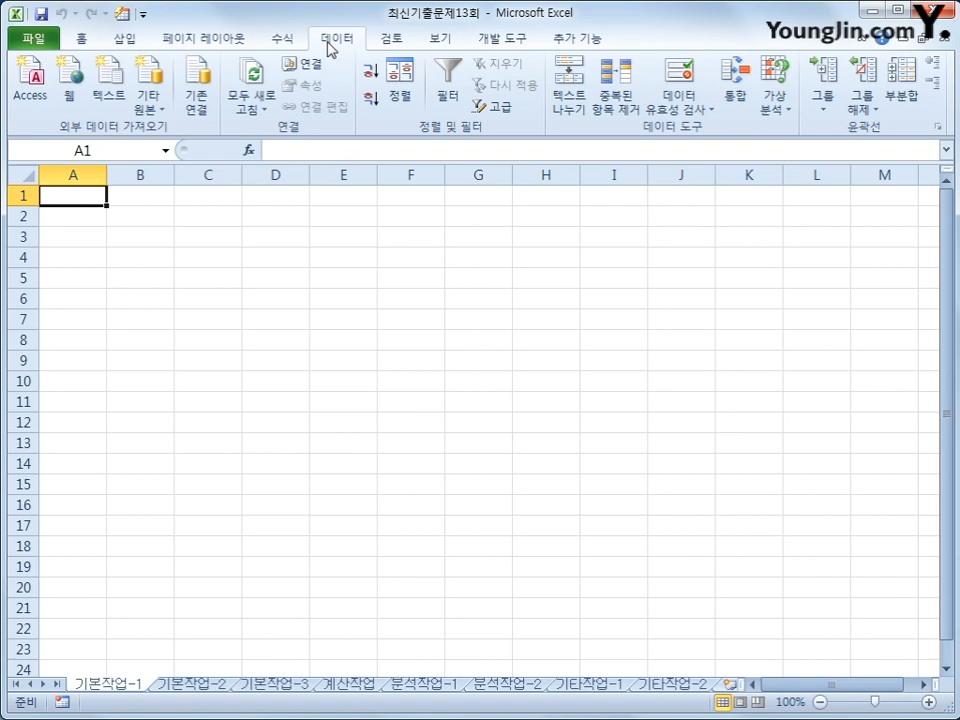 최신기출문제13회 - Microsoft Excel
YoungJin.com Y.
파일 홈 삽입 페이지 레이아웃 수식 데이터 검토 보기 개발 도구 추가 기능
Access 웹 텍스트 기타 원본 기존 연결 모두 새로 고침 연결 속성 연결 편집 정렬 필터 지우기 다시 적용 고급 텍스트 나누기 중복된 항목 제거 데이터 유효성 검사 통합 가상 분석 그룹 그룹 해제 부분합
외부 데이터 가져오기 연결 정렬 및 필터 데이터 도구 윤곽선
A1 fx
A B C D E F G H I J K L M
1
2
3
4
5
6
7
8
9
10
11
12
13
14
15
16
17
18
19
20
21
22
23
24
기본작업-1 기본작업-2 기본작업-3 계산작업 분석작업-1 분석작업-2 기타작업-1 기타작업-2
준비 100%